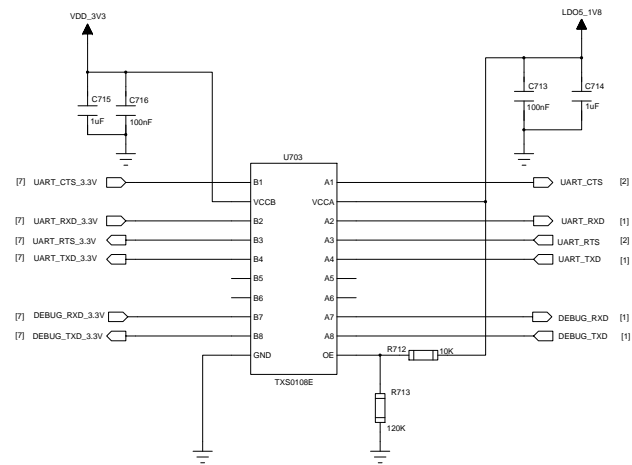 VDD_3V3
LDO5_1V8
C715
1uF
C716
100nF
C713
100nF
C714
1uF
U703
[7] UART_CTS_3.3V B1 A1 UART_CTS [2]
VCCB VCCA
[7] UART_RXD_3.3V B2 A2 UART_RXD [1]
[7] UART_RTS_3.3V B3 A3 UART_RTS [2]
[7] UART_TXD_3.3V B4 A4 UART_TXD [1]
B5 A5
B6 A6
[7] DEBUG_RXD_3.3V B7 A7 DEBUG_RXD [1]
[7] DEBUG_TXD_3.3V B8 A8 DEBUG_TXD [1]
GND OE
R712 10K
TXS0108E
R713
120K